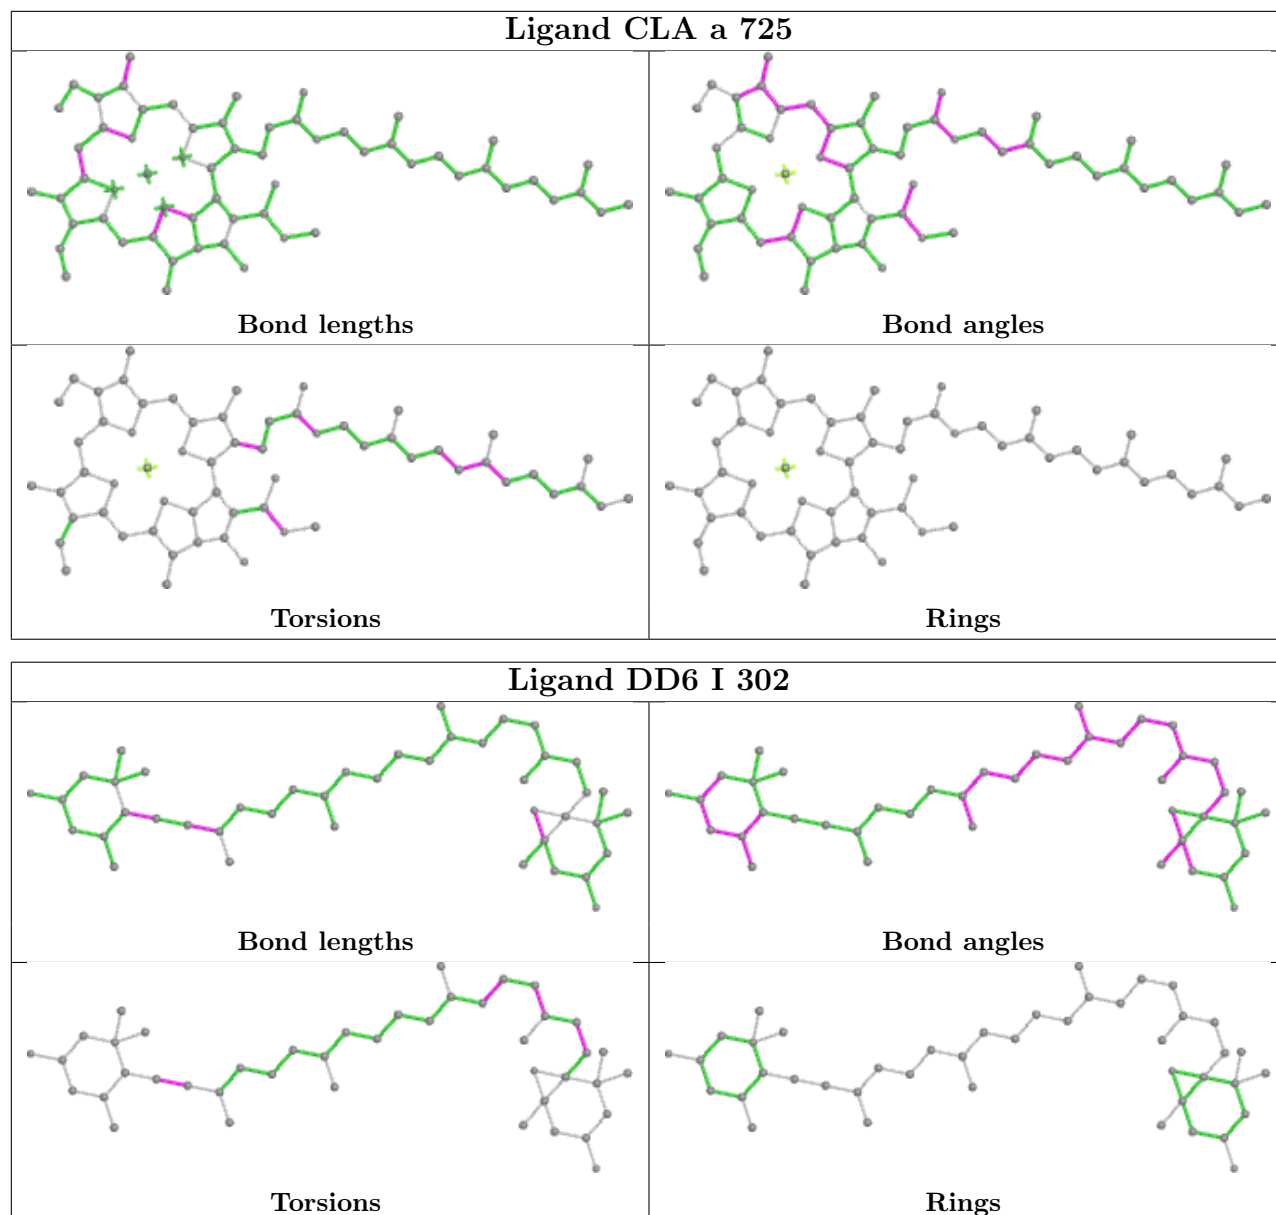 Ligand CLA a 725
Bond lengths
Bond angles
Torsions
Rings
Ligand DD6 I 302
Bond lengths
Bond angles
Torsions
Rings